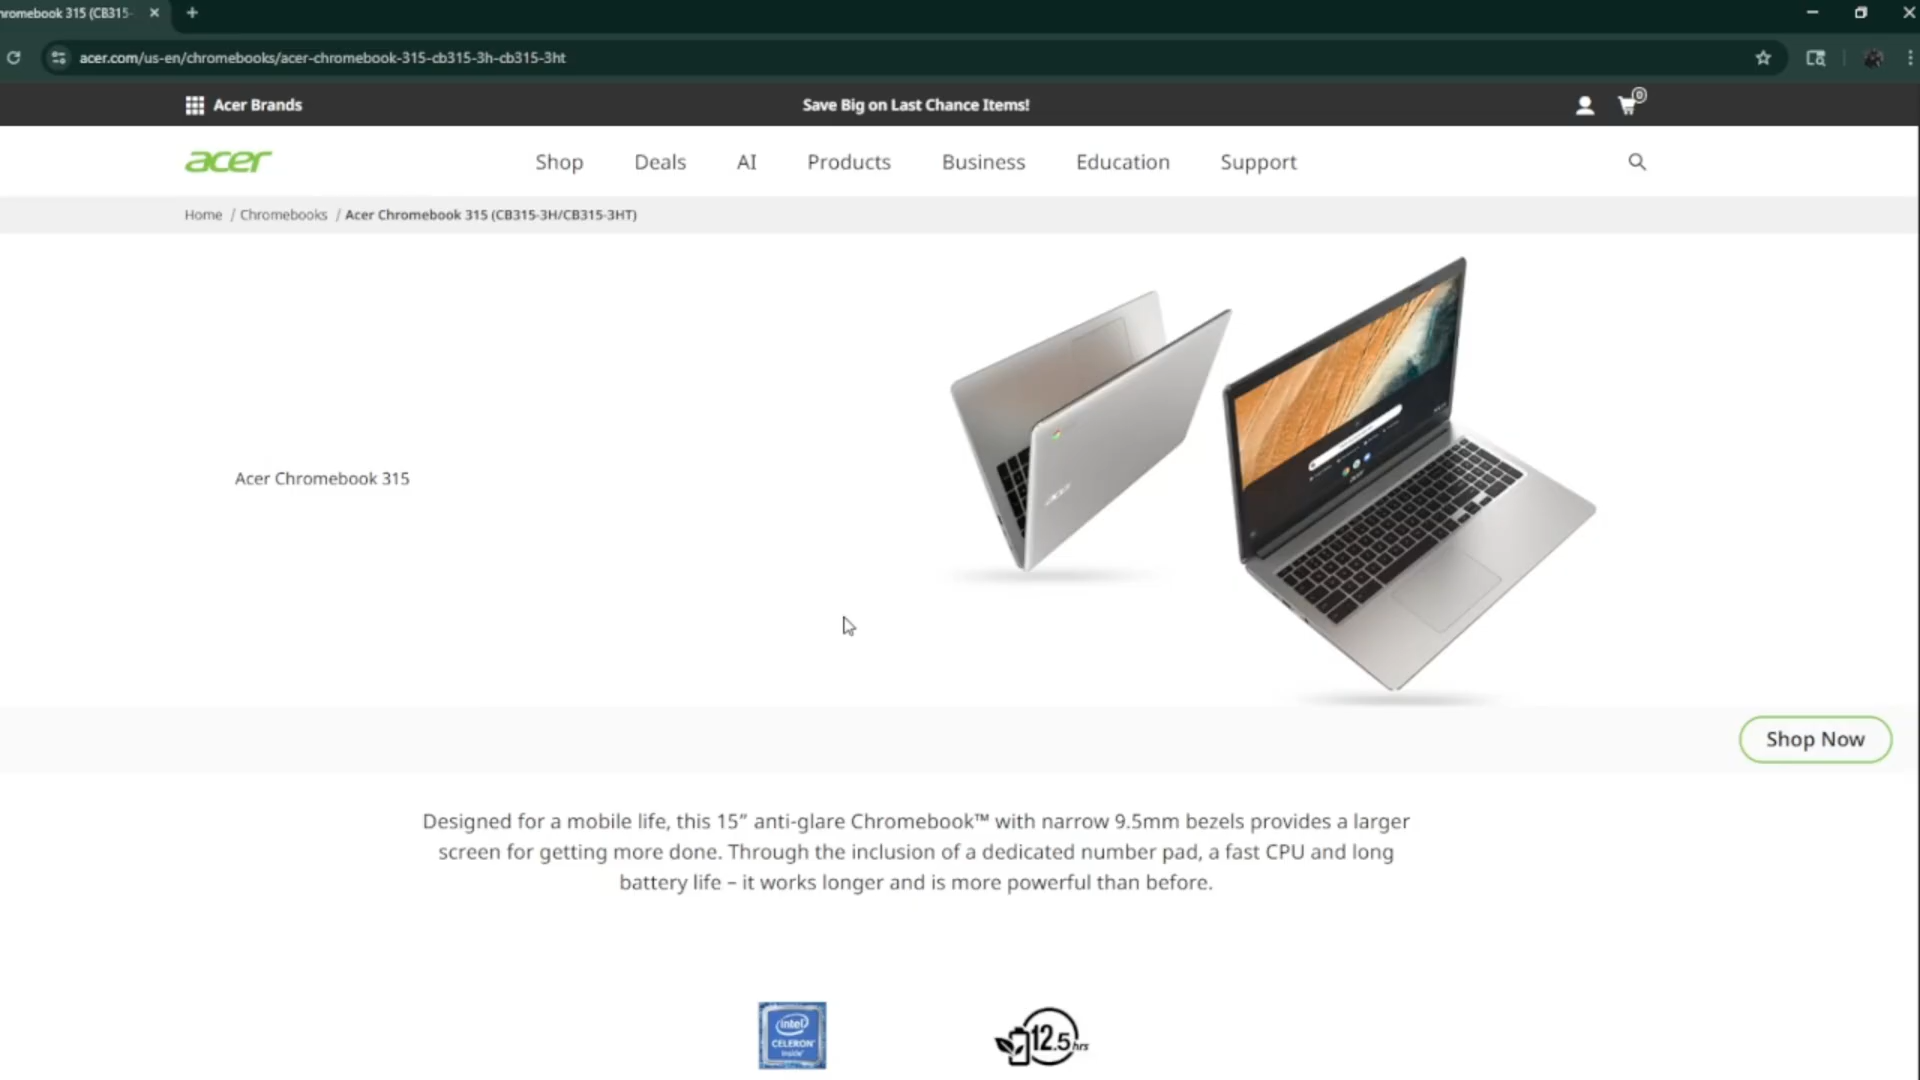 hromebook 315 (CB315-
acer.com/us-en/chromebooks/acer-chromebook-315-cb315-3h-cb315-3ht
Acer Brands
Save Big on Last Chance Items!
0
acer
Shop
Deals
AI
Products
Business
Education
Support
Home / Chromebooks / Acer Chromebook 315 (CB315-3H/CB315-3HT)
acer
Acer Chromebook 315
Shop Now
Designed for a mobile life, this 15” anti-glare Chromebook™ with narrow 9.5mm bezels provides a larger
screen for getting more done. Through the inclusion of a dedicated number pad, a fast CPU and long
battery life – it works longer and is more powerful than before.
intel
CELERON
inside
12.5 hrs